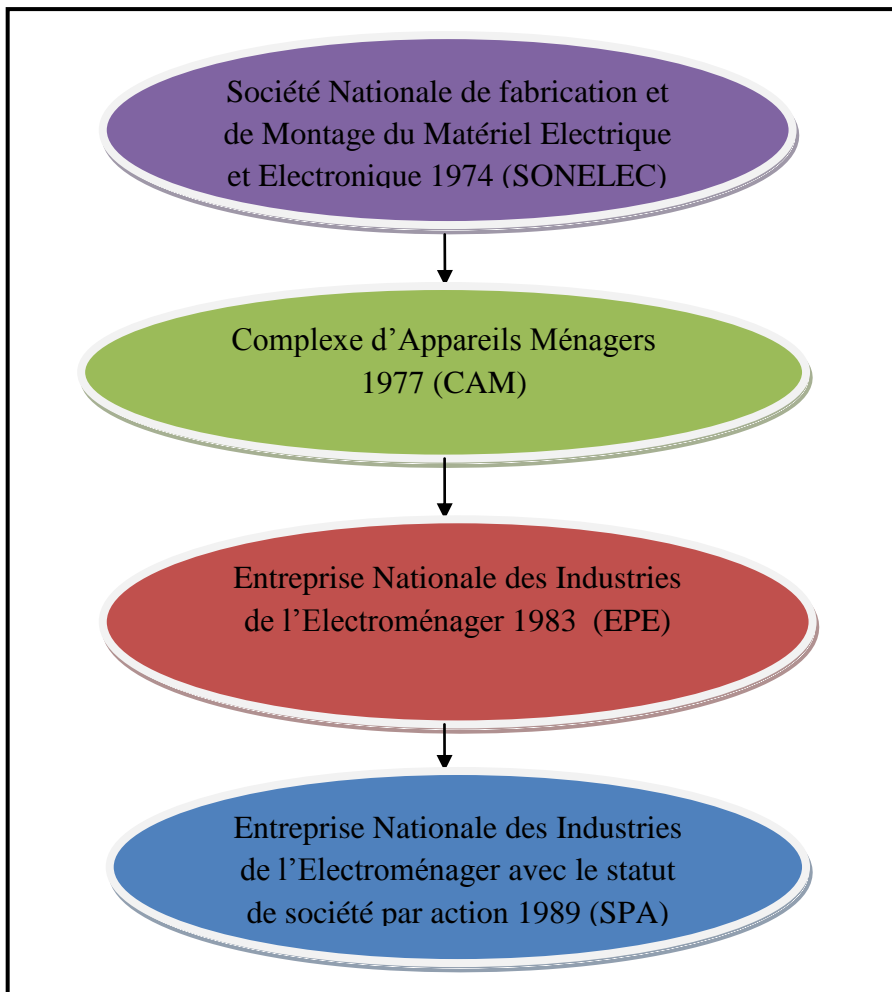 Société Nationale de fabrication et
de Montage du Matériel Electrique
et Electronique 1974 (SONELEC)
Complexe d’Appareils Ménagers
1977 (CAM)
Entreprise Nationale des Industries
de l’Electroménager 1983  (EPE)
Entreprise Nationale des Industries
de l’Electroménager avec le statut
de société par action 1989 (SPA)